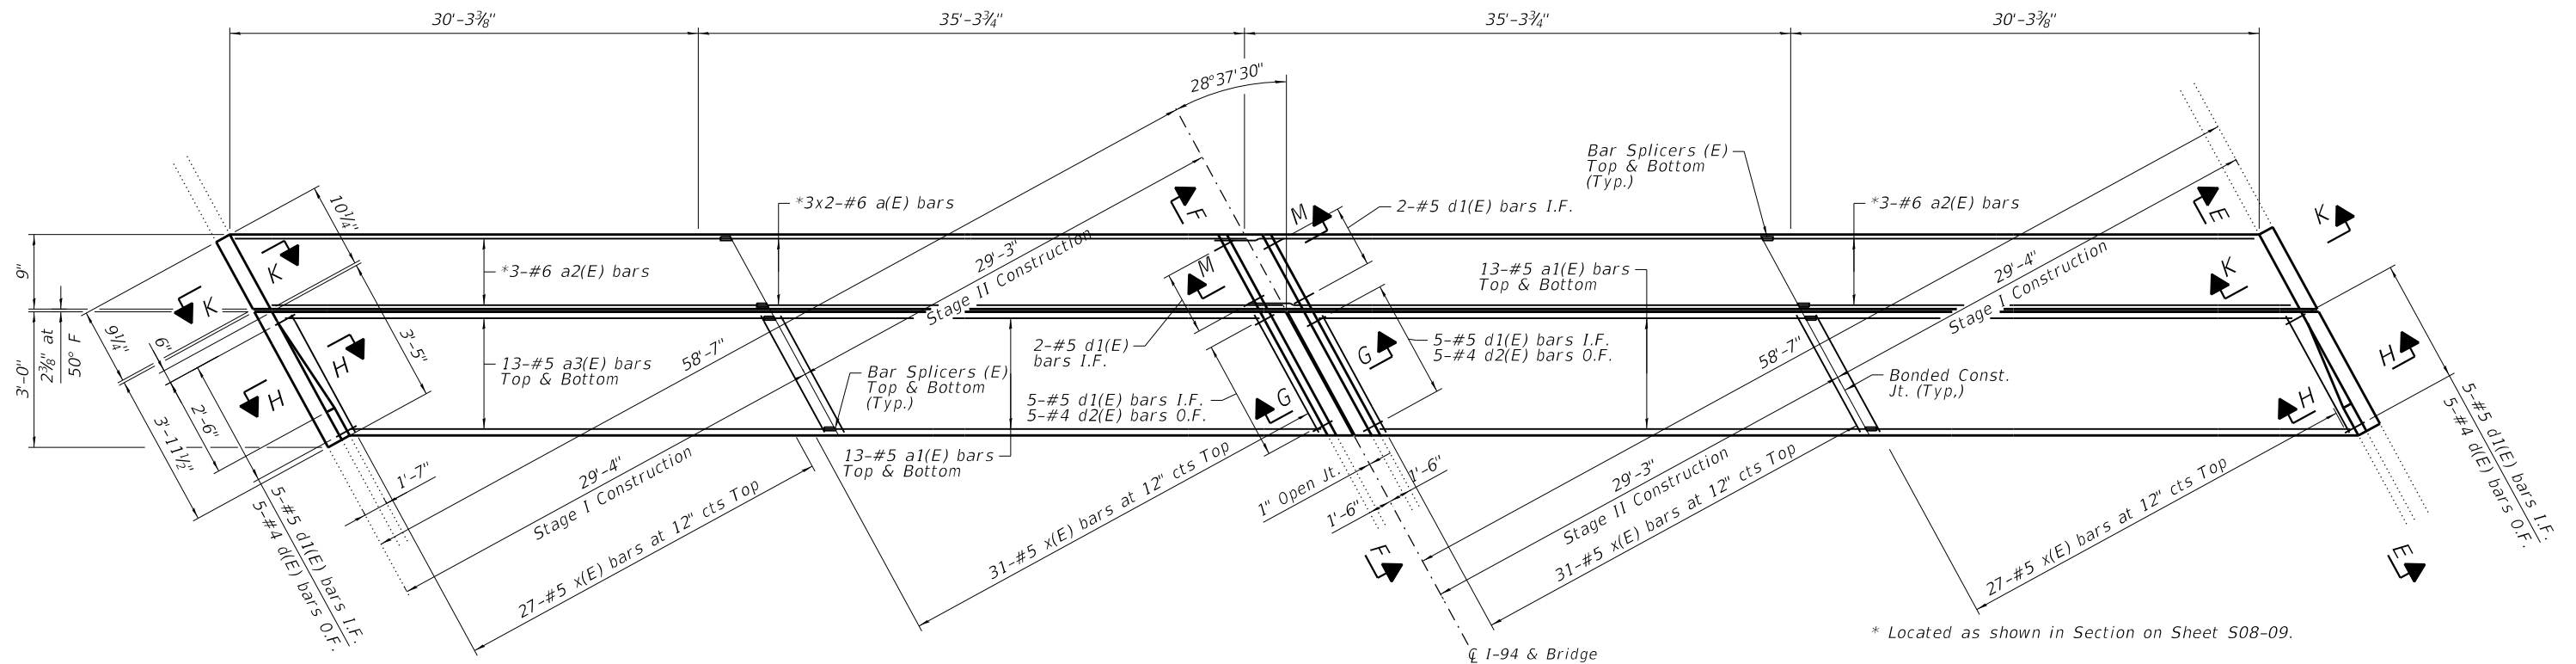 30'-3⅜"
35'-3¾"
35'-3¾"
30'-3⅜"
28°37'30"
Bar Splicers (E)
Top & Bottom
(Typ.)
*3x2-#6 a(E) bars
2-#5 d1(E) bars I.F.
*3-#6 a2(E) bars
10¼"
F
M
E
K
9"
K
*3-#6 a2(E) bars
29'-3"
Stage II Construction
M
13-#5 a1(E) bars
Top & Bottom
29'-4"
Stage I Construction
K
K
2⅜" at
50° F
3'-0"
9¼"
6"
3'-5"
H
H
2'-6"
3'-11½"
13-#5 a3(E) bars
Top & Bottom
58'-7"
Bar Splicers (E)
Top & Bottom
(Typ.)
2-#5 d1(E)
bars I.F.
5-#5 d1(E) bars I.F.
5-#4 d2(E) bars O.F.
G
5-#5 d1(E) bars I.F.
5-#4 d2(E) bars O.F.
G
58'-7"
Bonded Const.
Jt. (Typ,)
H
H
5-#5 d1(E) bars I.F.
5-#4 d(E) bars O.F.
13-#5 a1(E) bars
Top & Bottom
1'-7"
29'-4"
Stage I Construction
5-#5 d1(E) bars I.F.
5-#4 d(E) bars O.F.
27-#5 x(E) bars at 12" cts Top
31-#5 x(E) bars at 12" cts Top
1" Open Jt.
1'-6"
1'-6"
29'-3"
Stage II Construction
31-#5 x(E) bars at 12" cts Top
27-#5 x(E) bars at 12" cts Top
F
E
* Located as shown in Section on Sheet S08-09.
℄ I-94 & Bridge